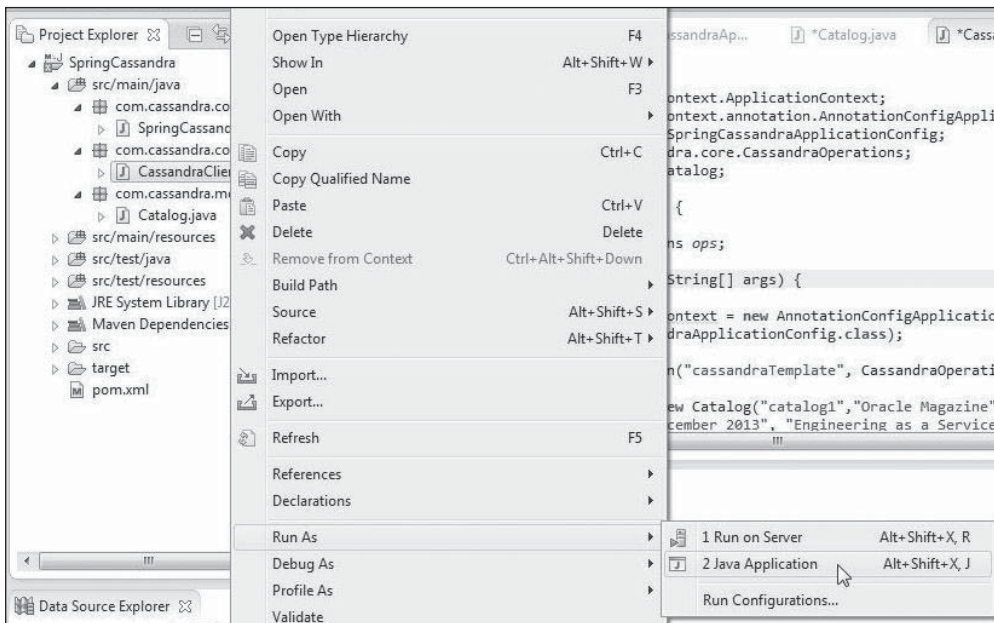 Project Explorer
SpringCassandra
src/main/java
com.cassandra.co
SpringCassand
com.cassandra.co
CassandraClie
com.cassandra.mo
Catalog.java
src/main/resources
src/test/java
src/test/resources
JRE System Library [J2
Maven Dependencies
src
target
pom.xml
Data Source Explorer
Open Type Hierarchy F4
Show In Alt+Shift+W
Open F3
Open With
Copy Ctrl+C
Copy Qualified Name
Paste Ctrl+V
Delete Delete
Remove from Context Ctrl+Alt+Shift+Down
Build Path
Source Alt+Shift+S
Refactor Alt+Shift+T
Import...
Export...
Refresh F5
References
Declarations
Run As
Debug As
Profile As
Validate
1 Run on Server Alt+Shift+X, R
2 Java Application Alt+Shift+X, J
Run Configurations...
ssandraAp... *Catalog.java *Cass
ontext.ApplicationContext;
ontext.annotation.AnnotationConfigAppli
SpringCassandraApplicationConfig;
dra.core.CassandraOperations;
atalog;
{
ns ops;
String[] args) {
ontext = new AnnotationConfigApplicatio
draApplicationConfig.class);
n("cassandraTemplate", CassandraOperati
ew Catalog("catalog1","Oracle Magazine"
cember 2013", "Engineering as a Service